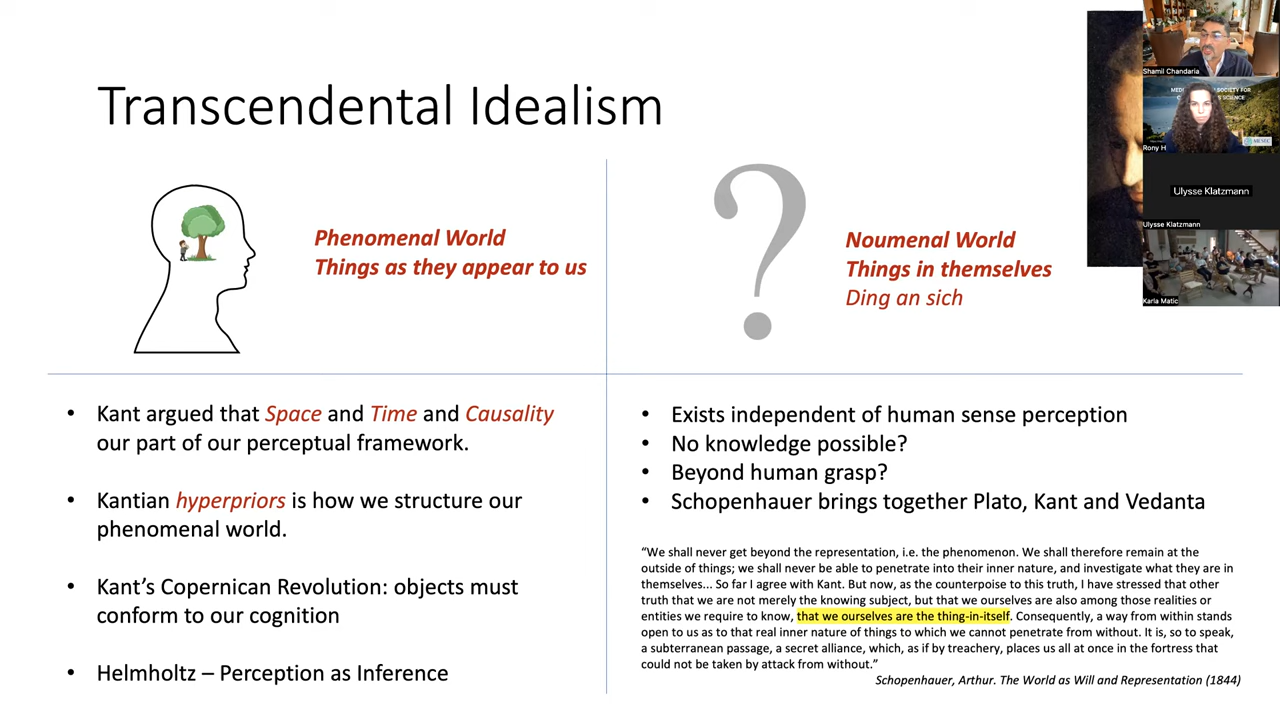 Transcendental Idealism
Phenomenal World
Things as they appear to us
Noumenal World
Things in themselves
Ding an sich
• Kant argued that Space and Time and Causality
our part of our perceptual framework.
• Kantian hyperpriors is how we structure our
phenomenal world.
• Kant’s Copernican Revolution: objects must
conform to our cognition
• Helmholtz – Perception as Inference
• Exists independent of human sense perception
• No knowledge possible?
• Beyond human grasp?
• Schopenhauer brings together Plato, Kant and Vedanta
“We shall never get beyond the representation, i.e. the phenomenon. We shall therefore remain at the
outside of things; we shall never be able to penetrate into their inner nature, and investigate what they are in
themselves... So far I agree with Kant. But now, as the counterpoise to this truth, I have stressed that other
truth that we are not merely the knowing subject, but that we ourselves are also among those realities or
entities we require to know, that we ourselves are the thing-in-itself. Consequently, a way from within stands
open to us as to that real inner nature of things to which we cannot penetrate from without. It is, so to speak,
a subterranean passage, a secret alliance, which, as if by treachery, places us all at once in the fortress that
could not be taken by attack from without.”
Schopenhauer, Arthur. The World as Will and Representation (1844)
Shamil Chandaria
Rony H
Ulysse Klatzmann
Ulysse Klatzmann
Karla Matic